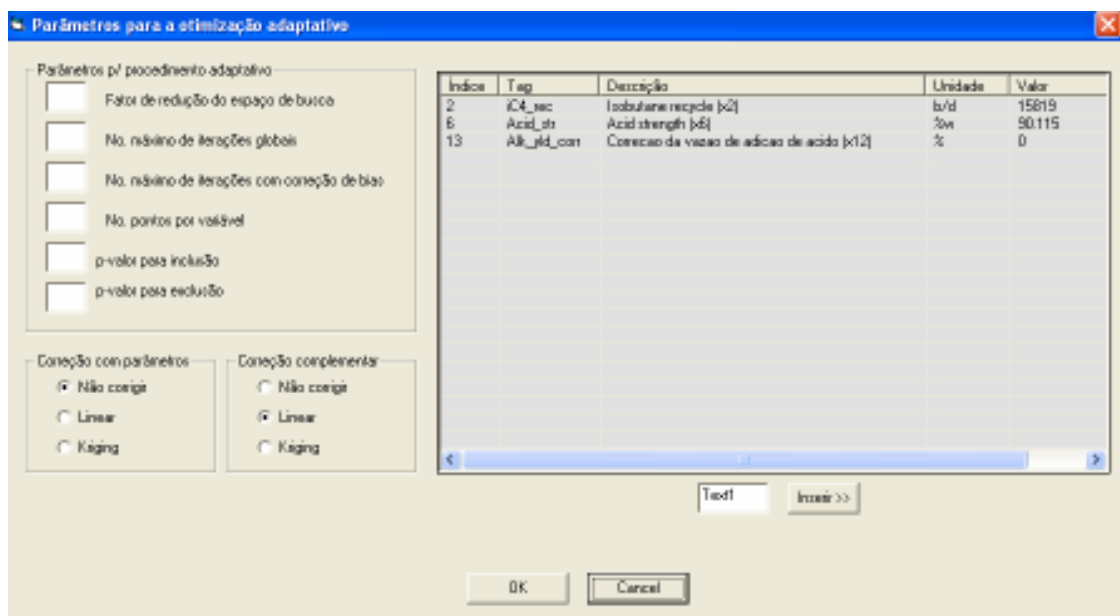 Parâmetros para a otimização adaptativo
Parâmetros p/ procedimento adaptativo
Fator de redução do espaço de busca
No. máximo de iterações globais
No. máximo de iterações com correção de bias
No. pontos por variável
p-valor para inclusão
p-valor para exclusão
Correção com parâmetros
Não corrigir
Linear
Kriging
Correção complementar
Não corrigir
Linear
Kriging
Índice Tag Descrição Unidade Valor
2 iC4_rec Isobutane recycle (x2) b/d 15819
6 Acid_str Acid strength (x6) %w 90.115
13 Alk_yld_corr Correcao da vazao de adicao de acido (x12) % 0
Text1
Inserir >>
OK
Cancel